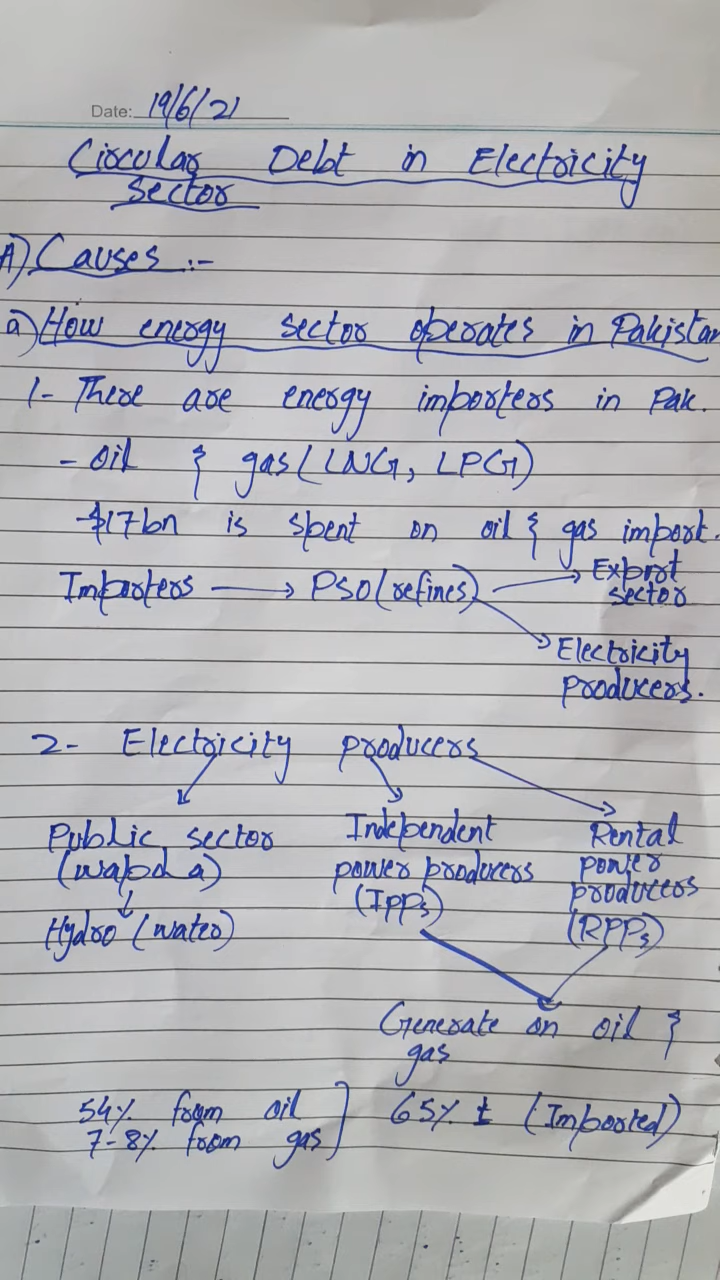 Date: 19/6/21
Circular Debt in Electricity
Sector
A) Causes :-
a) How energy sector operates in Pakistan
1- There are energy importers in Pak.
- Oil & gas (LNG, LPG)
- $17bn is spent on oil & gas import.
Importers → PSO (refines) → Export
sector
→ Electricity
producers.
2- Electricity producers
Public sector
(wapda)
↓
Hydro (water)
Independent
power producers
(IPPs)
Rental
power
producers
(RPPs)
Generate on oil &
gas
54% from oil
7-8% from gas
] 65% ± (Imported)